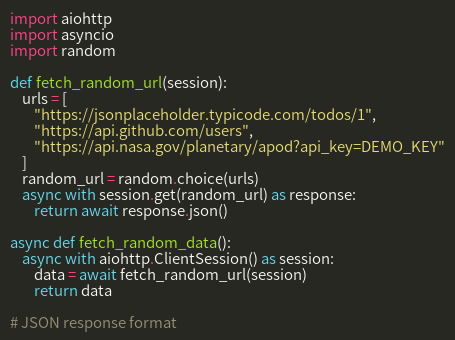 import aiohttp
import asyncio
import random

def fetch_random_url(session):
    urls = [
        "https://jsonplaceholder.typicode.com/todos/1",
        "https://api.github.com/users",
        "https://api.nasa.gov/planetary/apod?api_key=DEMO_KEY"
    ]
    random_url = random.choice(urls)
    async with session.get(random_url) as response:
        return await response.json()

async def fetch_random_data():
    async with aiohttp.ClientSession() as session:
        data = await fetch_random_url(session)
        return data

# JSON response format